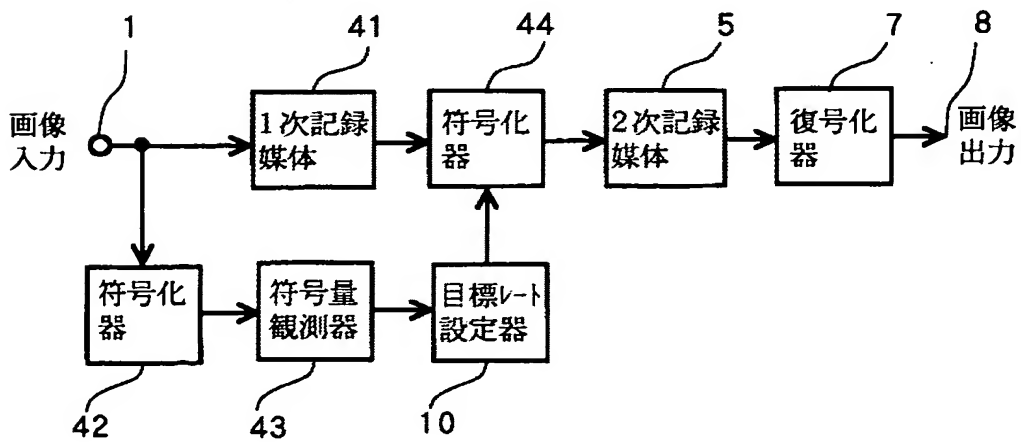 1
41
44
5
7
8
画像
入力
1次記録
媒体
符号化
器
2次記録
媒体
復号化
器
画像
出力
符号化
器
符号量
観測器
目標レート
設定器
42
43
10